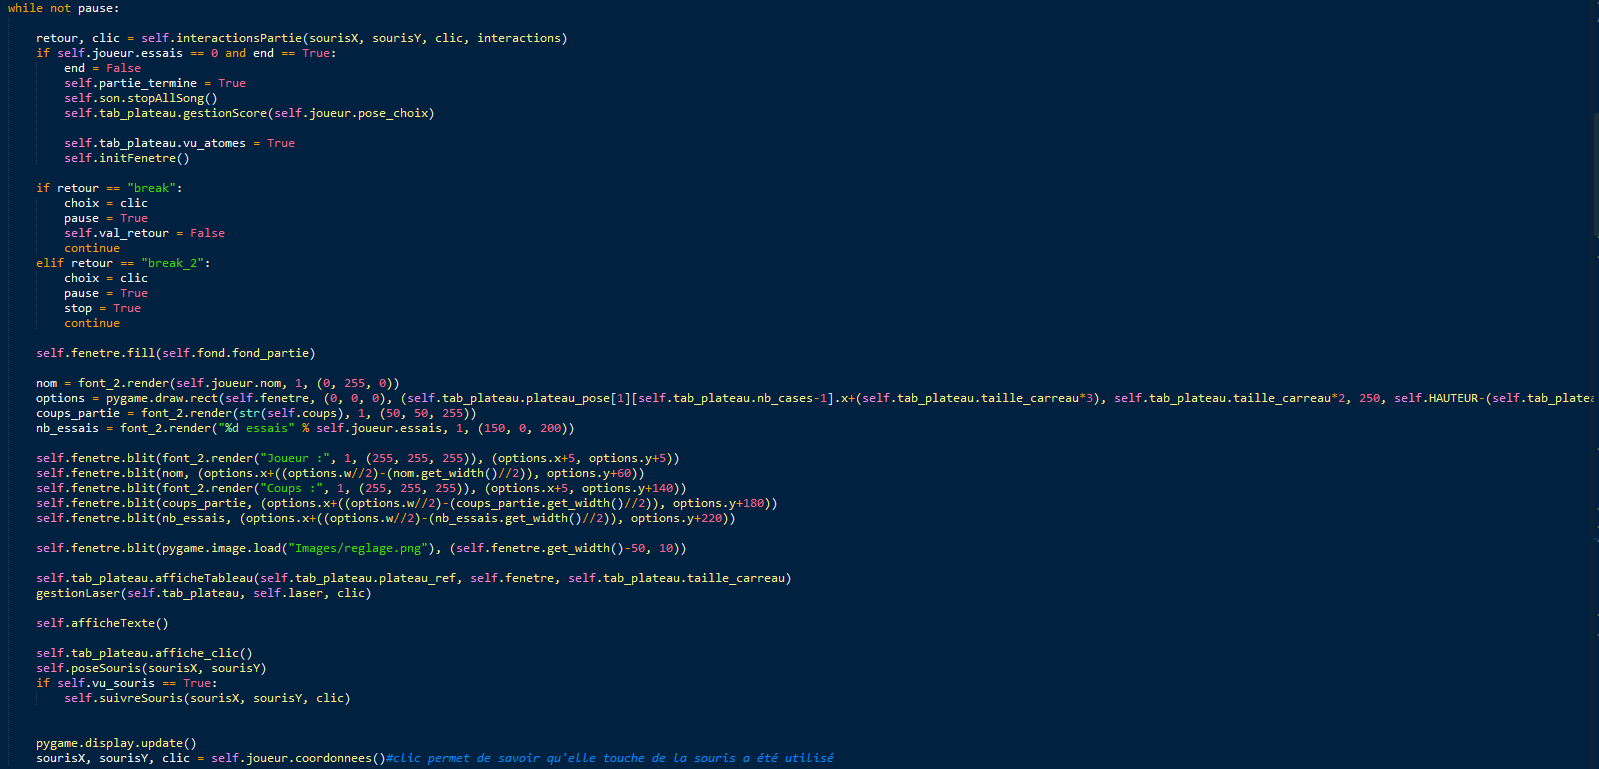 while not pause:
retour, clic = self.interactionsPartie(sourisX, sourisY, clic, interactions)
if self.joueur.essais == 0 and end == True:
end = False
self.partie_termine = True
self.son.stopAllSong()
self.tab_plateau.gestionScore(self.joueur.pose_choix)
self.tab_plateau.vu_atomes = True
self.initFenetre()
if retour == "break":
choix = clic
pause = True
self.val_retour = False
continue
elif retour == "break_2":
choix = clic
pause = True
stop = True
continue
self.fenetre.fill(self.fond.fond_partie)
nom = font_2.render(self.joueur.nom, 1, (0, 255, 0))
options = pygame.draw.rect(self.fenetre, (0, 0, 0), (self.tab_plateau.plateau_pose[1][self.tab_plateau.nb_cases-1].x+(self.tab_plateau.taille_carreau*3), self.tab_plateau.taille_carreau*2, 250, self.HAUTEUR-(self.tab_platea
coups_partie = font_2.render(str(self.coups), 1, (50, 50, 255))
nb_essais = font_2.render("%d essais" % self.joueur.essais, 1, (150, 0, 200))
self.fenetre.blit(font_2.render("Joueur :", 1, (255, 255, 255)), (options.x+5, options.y+5))
self.fenetre.blit(nom, (options.x+((options.w//2)-(nom.get_width()//2)), options.y+60))
self.fenetre.blit(font_2.render("Coups :", 1, (255, 255, 255)), (options.x+5, options.y+140))
self.fenetre.blit(coups_partie, (options.x+((options.w//2)-(coups_partie.get_width()//2)), options.y+180))
self.fenetre.blit(nb_essais, (options.x+((options.w//2)-(nb_essais.get_width()//2)), options.y+220))
self.fenetre.blit(pygame.image.load("Images/reglage.png"), (self.fenetre.get_width()-50, 10))
self.tab_plateau.afficheTableau(self.tab_plateau.plateau_ref, self.fenetre, self.tab_plateau.taille_carreau)
gestionLaser(self.tab_plateau, self.laser, clic)
self.afficheTexte()
self.tab_plateau.affiche_clic()
self.poseSouris(sourisX, sourisY)
if self.vu_souris == True:
self.suivreSouris(sourisX, sourisY, clic)
pygame.display.update()
sourisX, sourisY, clic = self.joueur.coordonnees()#clic permet de savoir qu'elle touche de la souris a été utilisé